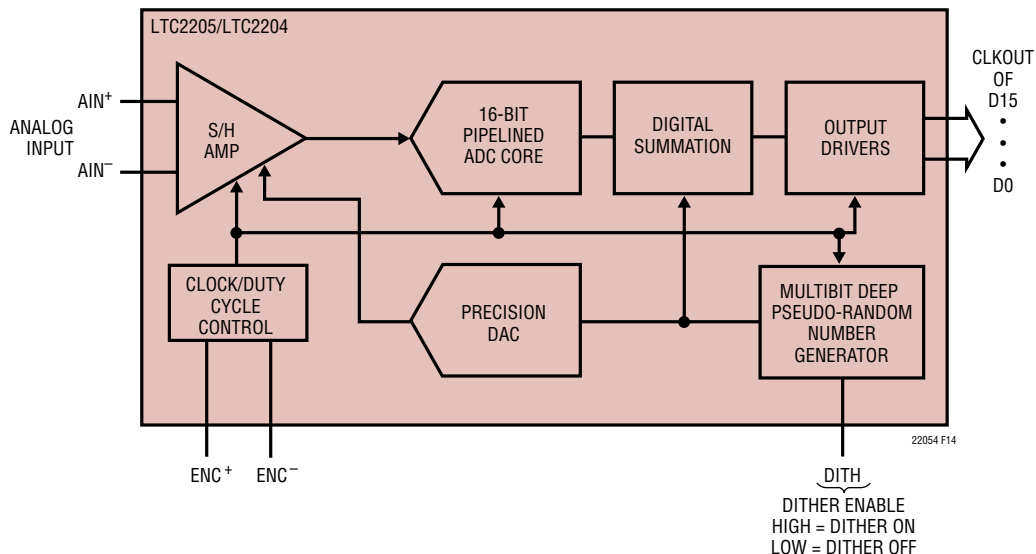 LTC2205/LTC2204
AIN+
ANALOG
INPUT
AIN−
S/H
AMP
16-BIT
PIPELINED
ADC CORE
DIGITAL
SUMMATION
OUTPUT
DRIVERS
CLKOUT
OF
D15
•
•
•
D0
CLOCK/DUTY
CYCLE
CONTROL
PRECISION
DAC
MULTIBIT DEEP
PSEUDO-RANDOM
NUMBER
GENERATOR
22054 F14
ENC+
ENC−
DITH
DITHER ENABLE
HIGH = DITHER ON
LOW = DITHER OFF